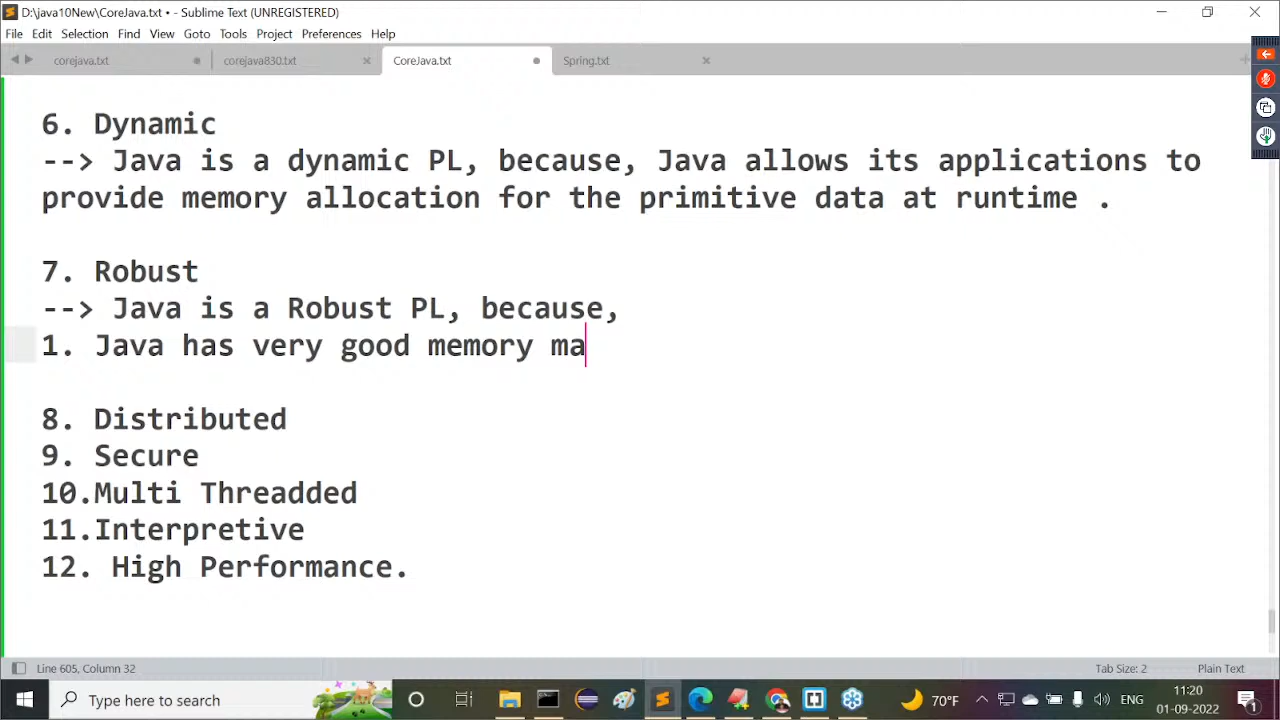 D:\java10New\CoreJava.txt • - Sublime Text (UNREGISTERED)
File Edit Selection Find View Goto Tools Project Preferences Help
corejava.txt corejava830.txt CoreJava.txt Spring.txt
6. Dynamic
--> Java is a dynamic PL, because, Java allows its applications to
provide memory allocation for the primitive data at runtime .
7. Robust
--> Java is a Robust PL, because,
1. Java has very good memory ma
8. Distributed
9. Secure
10.Multi Threadded
11.Interpretive
12. High Performance.
Line 605, Column 32 Tab Size: 2 Plain Text
Type here to search 70°F ENG 11:20
01-09-2022 1